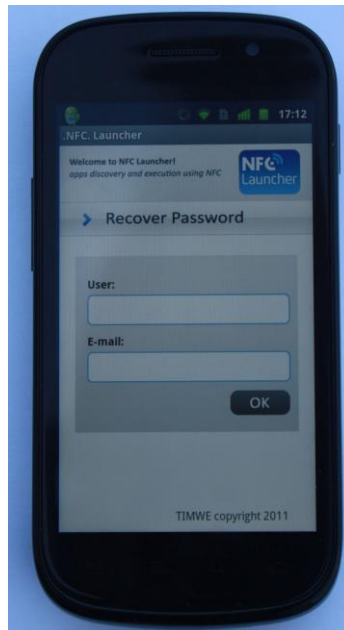 17:12
.NFC. Launcher
Welcome to NFC Launcher!
apps discovery and execution using NFC
NFC
Launcher
Recover Password
User:
E-mail:
OK
TIMWE copyright 2011